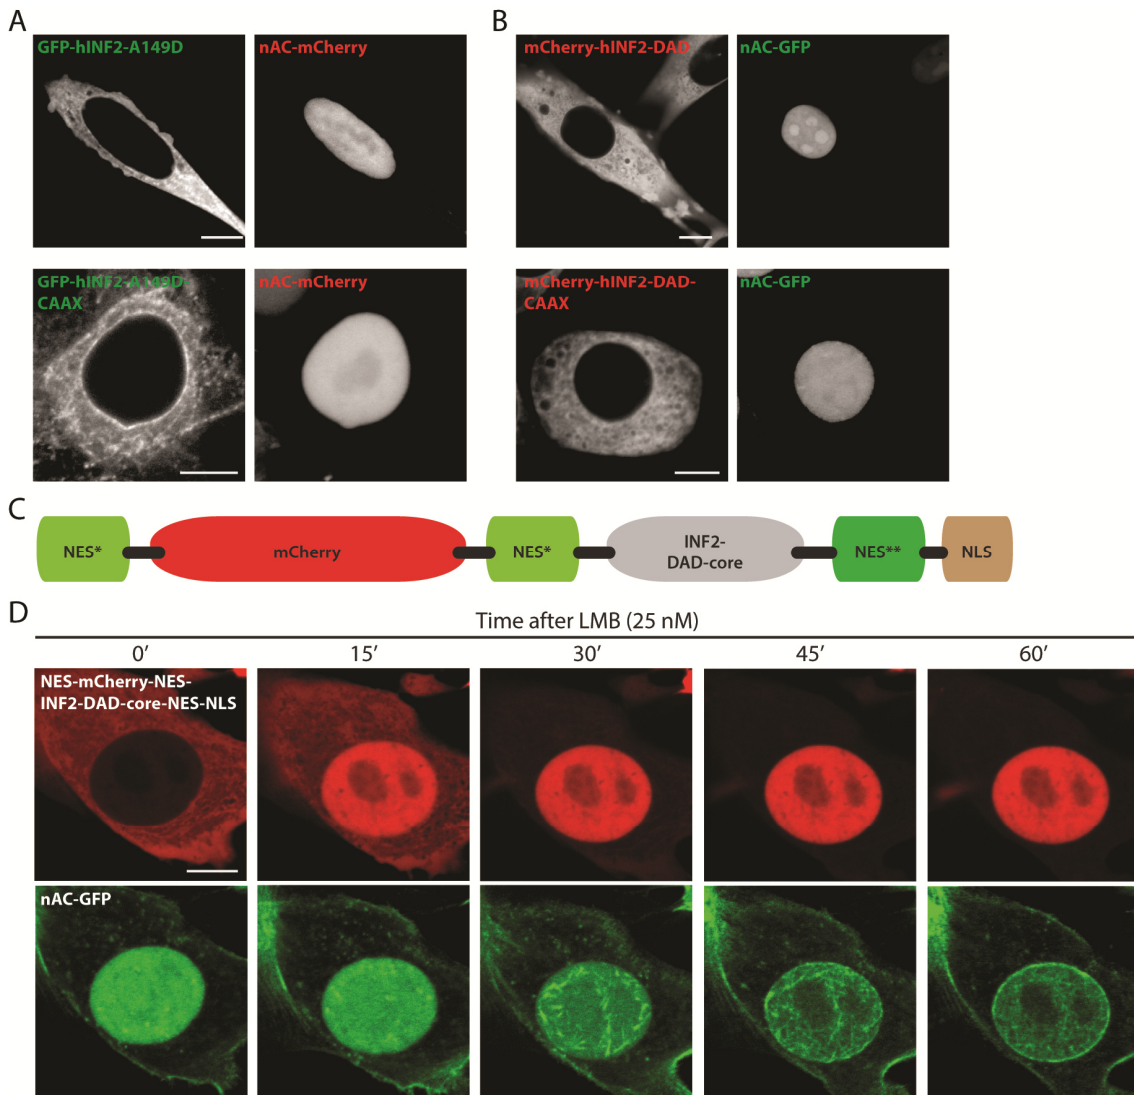 A
B
GFP-hINF2-A149D
nAC-mCherry
mCherry-hINF2-DAD
nAC-GFP
GFP-hINF2-A149D-
CAAX
nAC-mCherry
mCherry-hINF2-DAD-
CAAX
nAC-GFP
C
NES*
mCherry
NES*
INF2-
DAD-core
NES**
NLS
D
Time after LMB (25 nM)
0′
15′
30′
45′
60′
NES-mCherry-NES-
INF2-DAD-core-NES-NLS
nAC-GFP